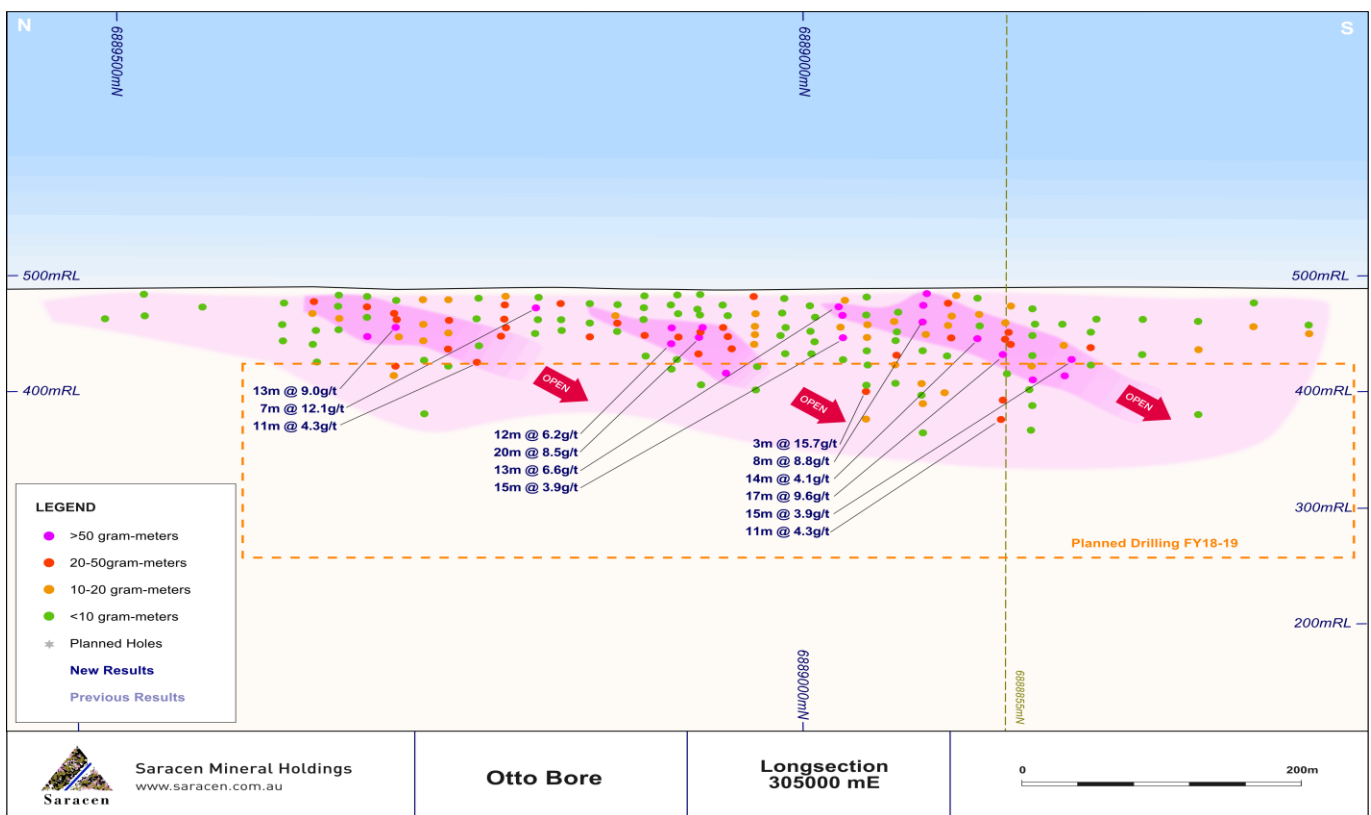 N
S
6889500mN
6889000mN
500mRL
500mRL
400mRL
400mRL
300mRL
200mRL
OPEN
OPEN
OPEN
13m @ 9.0g/t
7m @ 12.1g/t
11m @ 4.3g/t
12m @ 6.2g/t
20m @ 8.5g/t
13m @ 6.6g/t
15m @ 3.9g/t
3m @ 15.7g/t
8m @ 8.8g/t
14m @ 4.1g/t
17m @ 9.6g/t
15m @ 3.9g/t
11m @ 4.3g/t
Planned Drilling FY18-19
LEGEND
>50 gram-meters
20-50gram-meters
10-20 gram-meters
<10 gram-meters
Planned Holes
New Results
Previous Results
6889000mN
6888855mN
Saracen
Saracen Mineral Holdings
www.saracen.com.au
Otto Bore
Longsection
305000 mE
0
200m